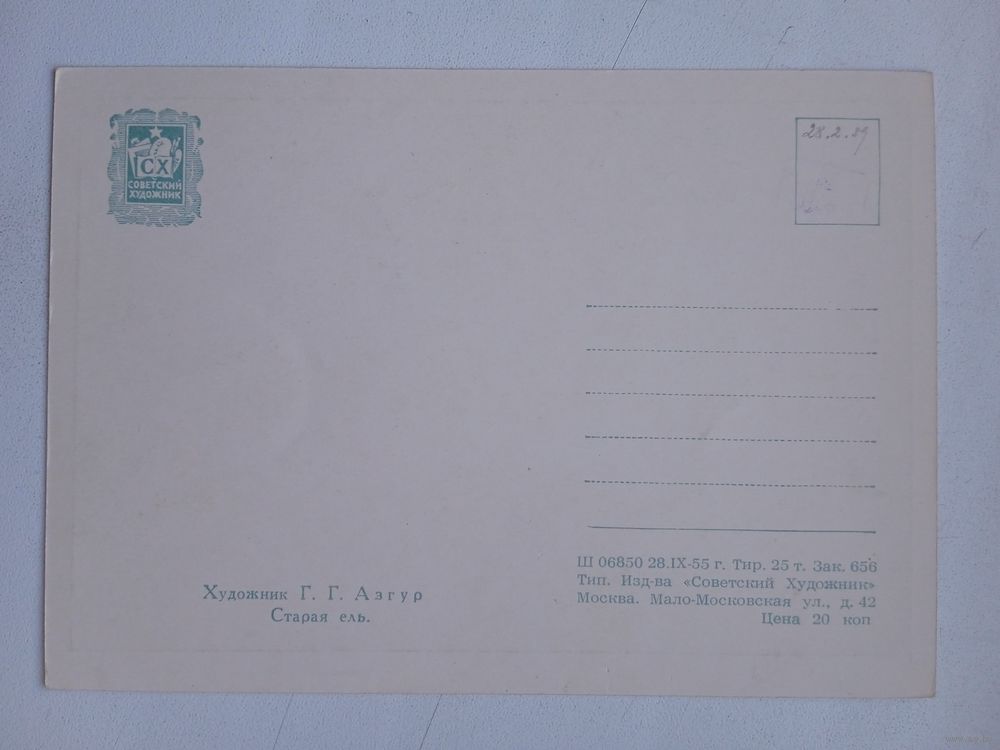 СХ
СОВЕТСКИЙ
ХУДОЖНИК
28.2.89
Ш 06850 28.IX-55 г. Тир. 25 т. Зак. 656
Тип. Изд-ва «Советский Художник»
Москва. Мало-Московская ул., д. 42
Цена 20 коп
Художник Г. Г. Азгур
Старая ель.